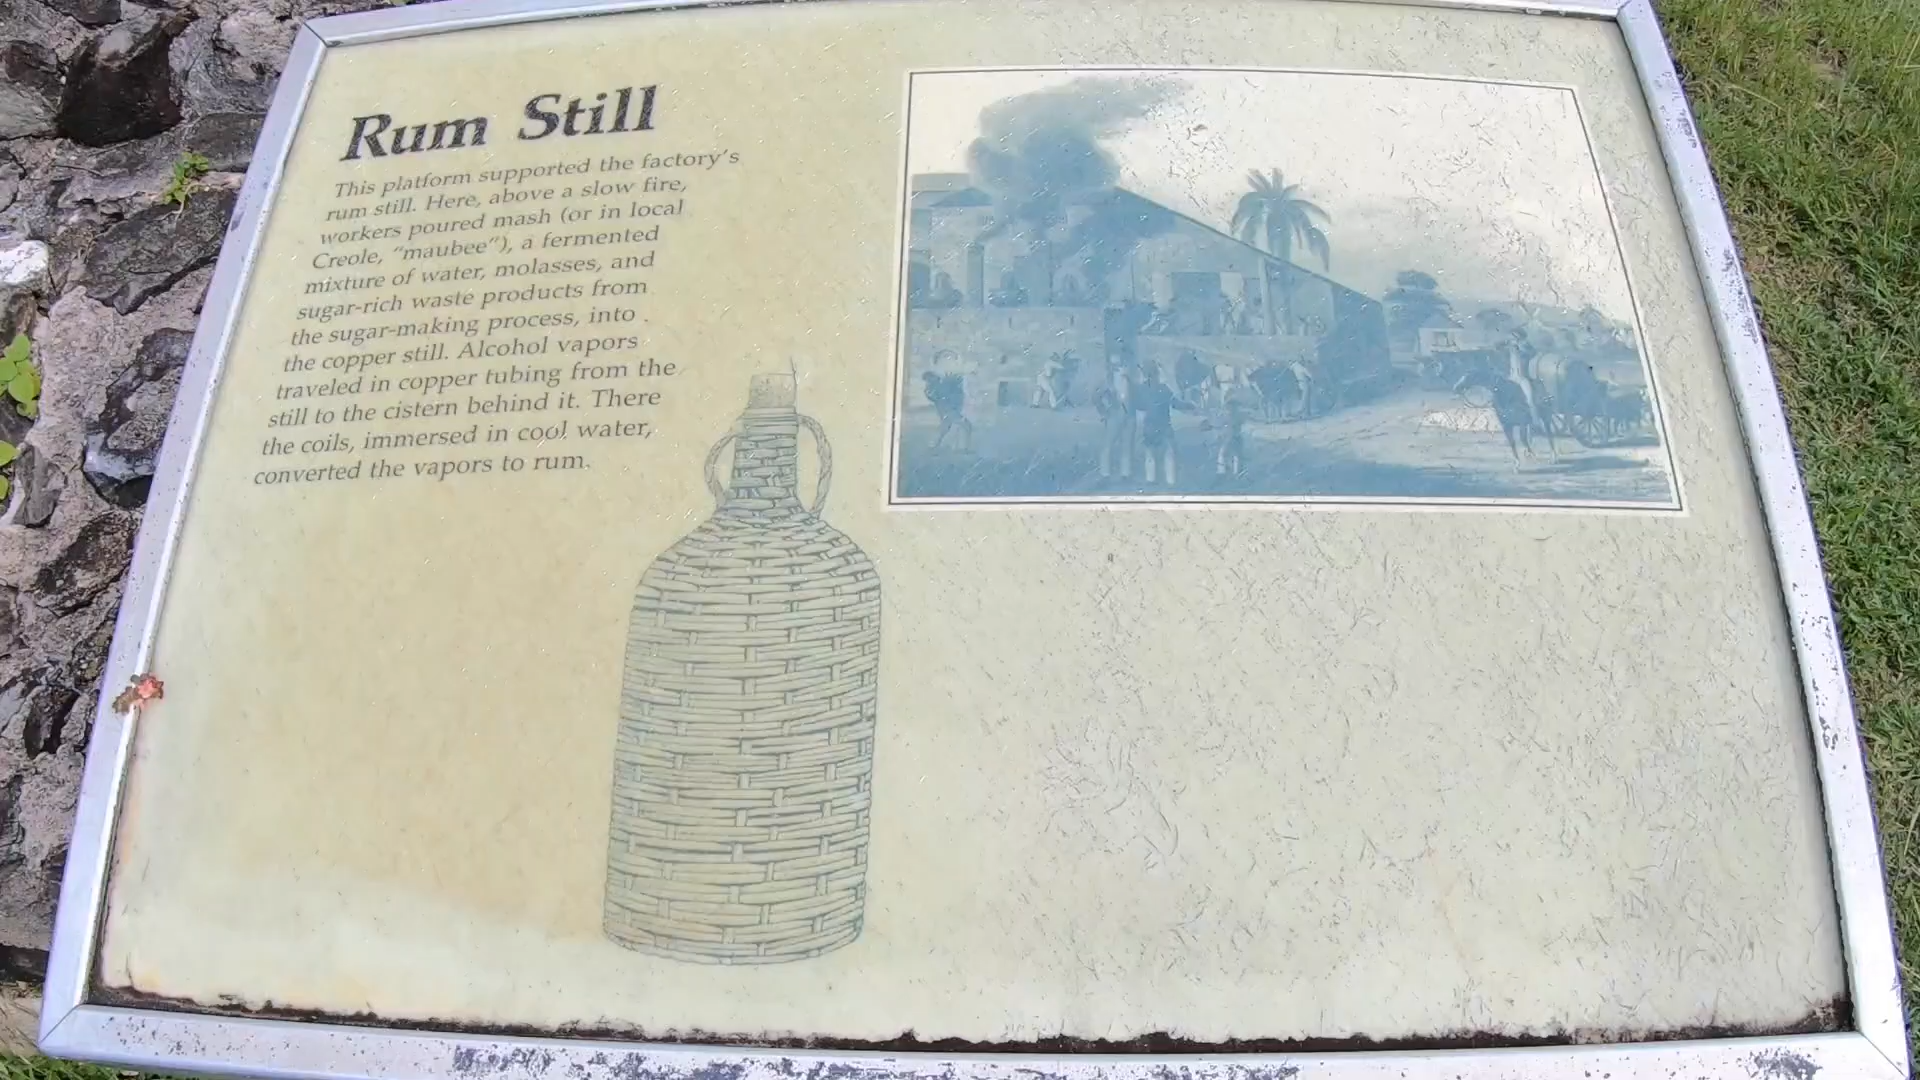 Rum Still
This platform supported the factory's
rum still. Here, above a slow fire,
workers poured mash (or in local
Creole, "maubee"), a fermented
mixture of water, molasses, and
sugar-rich waste products from
the sugar-making process, into
the copper still. Alcohol vapors
traveled in copper tubing from the
still to the cistern behind it. There
the coils, immersed in cool water,
converted the vapors to rum.